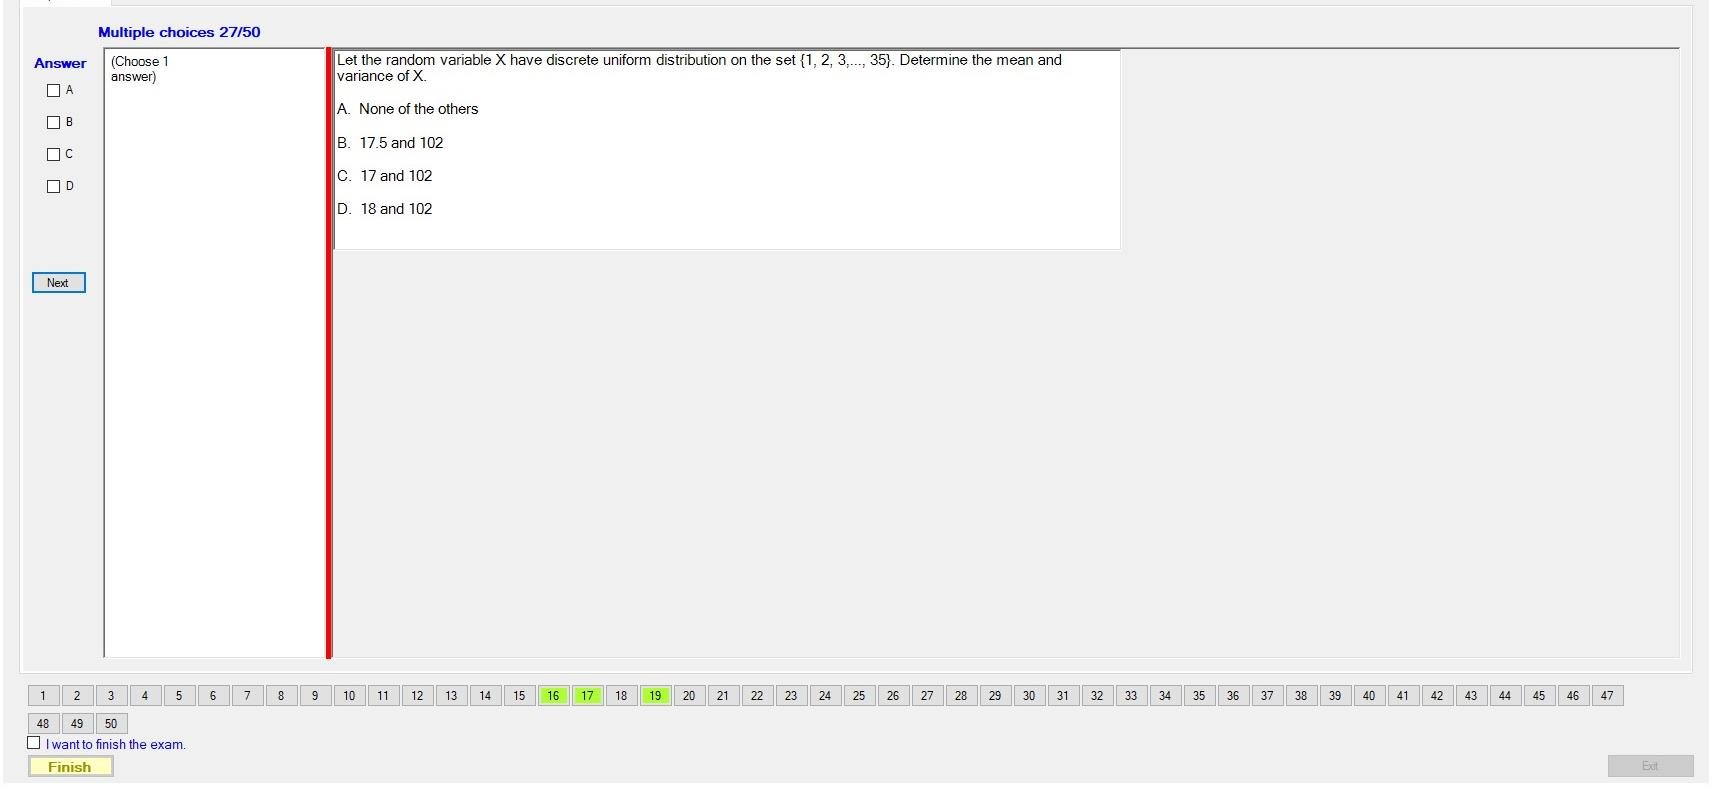 Multiple choices 27/50
Answer
A
B
C
D
Next
(Choose 1
answer)
Let the random variable X have discrete uniform distribution on the set {1, 2, 3,..., 35}. Determine the mean and
variance of X.
A. None of the others
B. 17.5 and 102
C. 17 and 102
D. 18 and 102
1 2 3 4 5 6 7 8 9 10 11 12 13 14 15 16 17 18 19 20 21 22 23 24 25 26 27 28 29 30 31 32 33 34 35 36 37 38 39 40 41 42 43 44 45 46 47
48 49 50
I want to finish the exam.
Finish
Exit